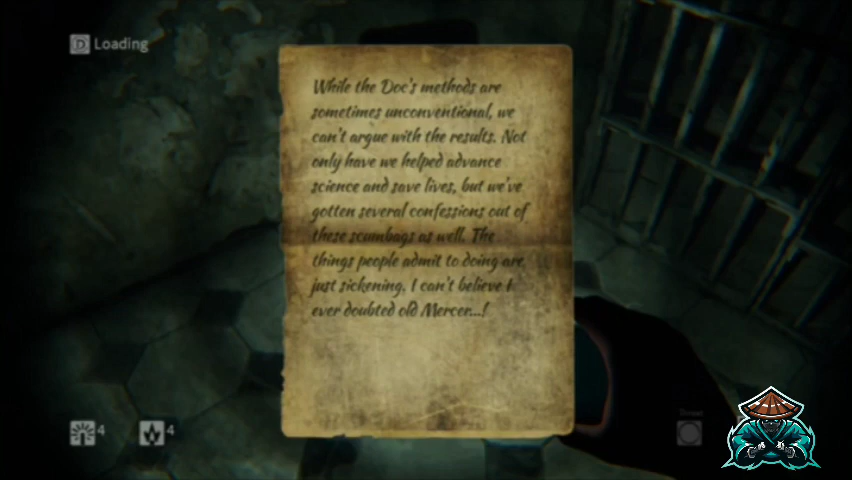 D Loading
While the Doc's methods are
sometimes unconventional, we
can't argue with the results. Not
only have we helped advance
science and save lives, but we've
gotten several confessions out of
these scumbags as well. The
things people admit to doing are
just sickening. I can't believe I
ever doubted old Mercer...!
4
4